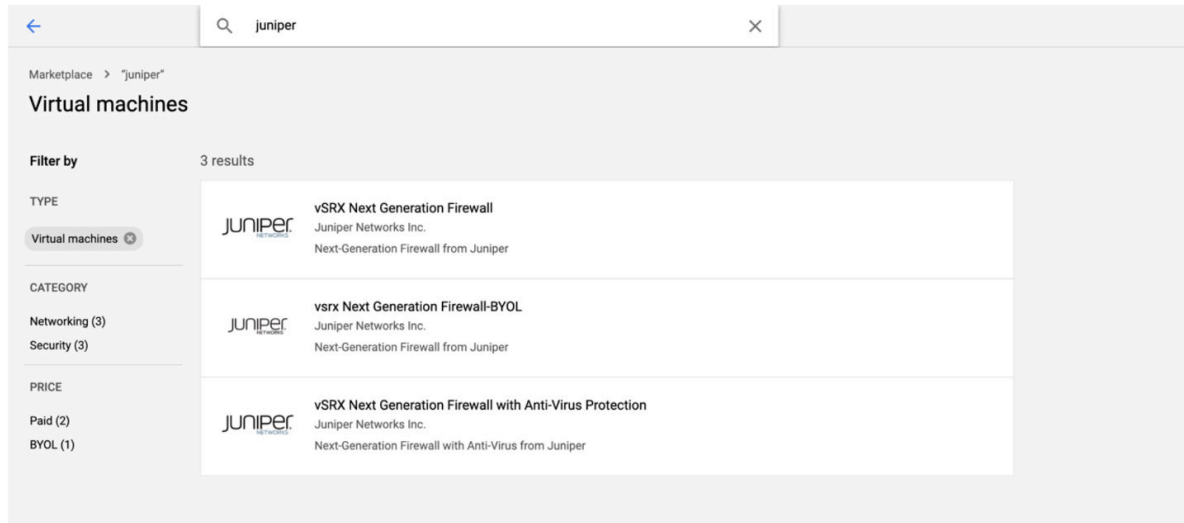 juniper
Marketplace > "juniper"
Virtual machines
Filter by
3 results
TYPE
Virtual machines
CATEGORY
Networking (3)
Security (3)
PRICE
Paid (2)
BYOL (1)
JUNIPER
NETWORKS
vSRX Next Generation Firewall
Juniper Networks Inc.
Next-Generation Firewall from Juniper
JUNIPER
NETWORKS
vsrx Next Generation Firewall-BYOL
Juniper Networks Inc.
Next-Generation Firewall from Juniper
JUNIPER
NETWORKS
vSRX Next Generation Firewall with Anti-Virus Protection
Juniper Networks Inc.
Next-Generation Firewall with Anti-Virus from Juniper